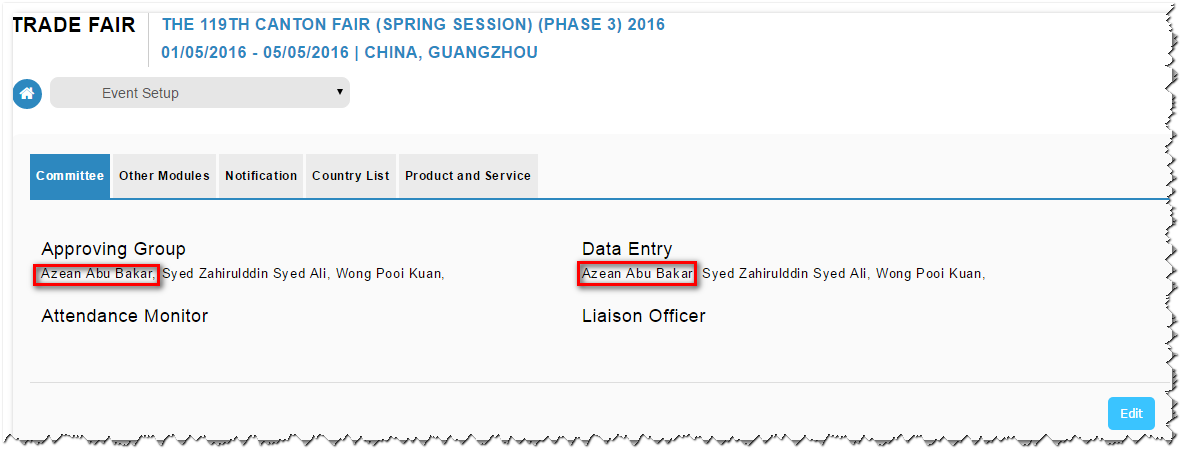 TRADE FAIR
THE 119TH CANTON FAIR (SPRING SESSION) (PHASE 3) 2016
01/05/2016 - 05/05/2016 | CHINA, GUANGZHOU
Event Setup
Committee
Other Modules
Notification
Country List
Product and Service
Approving Group
Azean Abu Bakar, Syed Zahirulddin Syed Ali, Wong Pooi Kuan,
Data Entry
Azean Abu Bakar Syed Zahirulddin Syed Ali, Wong Pooi Kuan,
Attendance Monitor
Liaison Officer
Edit